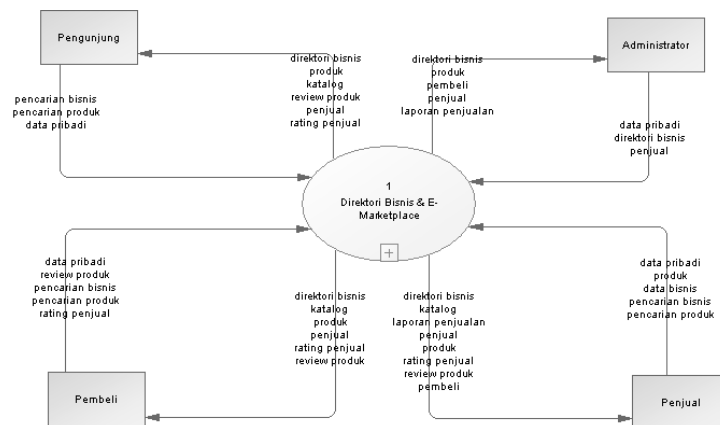 Pengunjung
Administrator
direktori bisnis
produk
katalog
review produk
penjual
rating penjual
direktori bisnis
produk
pembeli
penjual
laporan penjualan
pencarian bisnis
pencarian produk
data pribadi
data pribadi
direktori bisnis
penjual
1
Direktori Bisnis & E-
Marketplace
data pribadi
review produk
pencarian bisnis
pencarian produk
rating penjual
direktori bisnis
katalog
produk
penjual
rating penjual
review produk
direktori bisnis
katalog
laporan penjualan
penjual
produk
rating penjual
review produk
pembeli
data pribadi
produk
data bisnis
pencarian bisnis
pencarian produk
Pembeli
Penjual